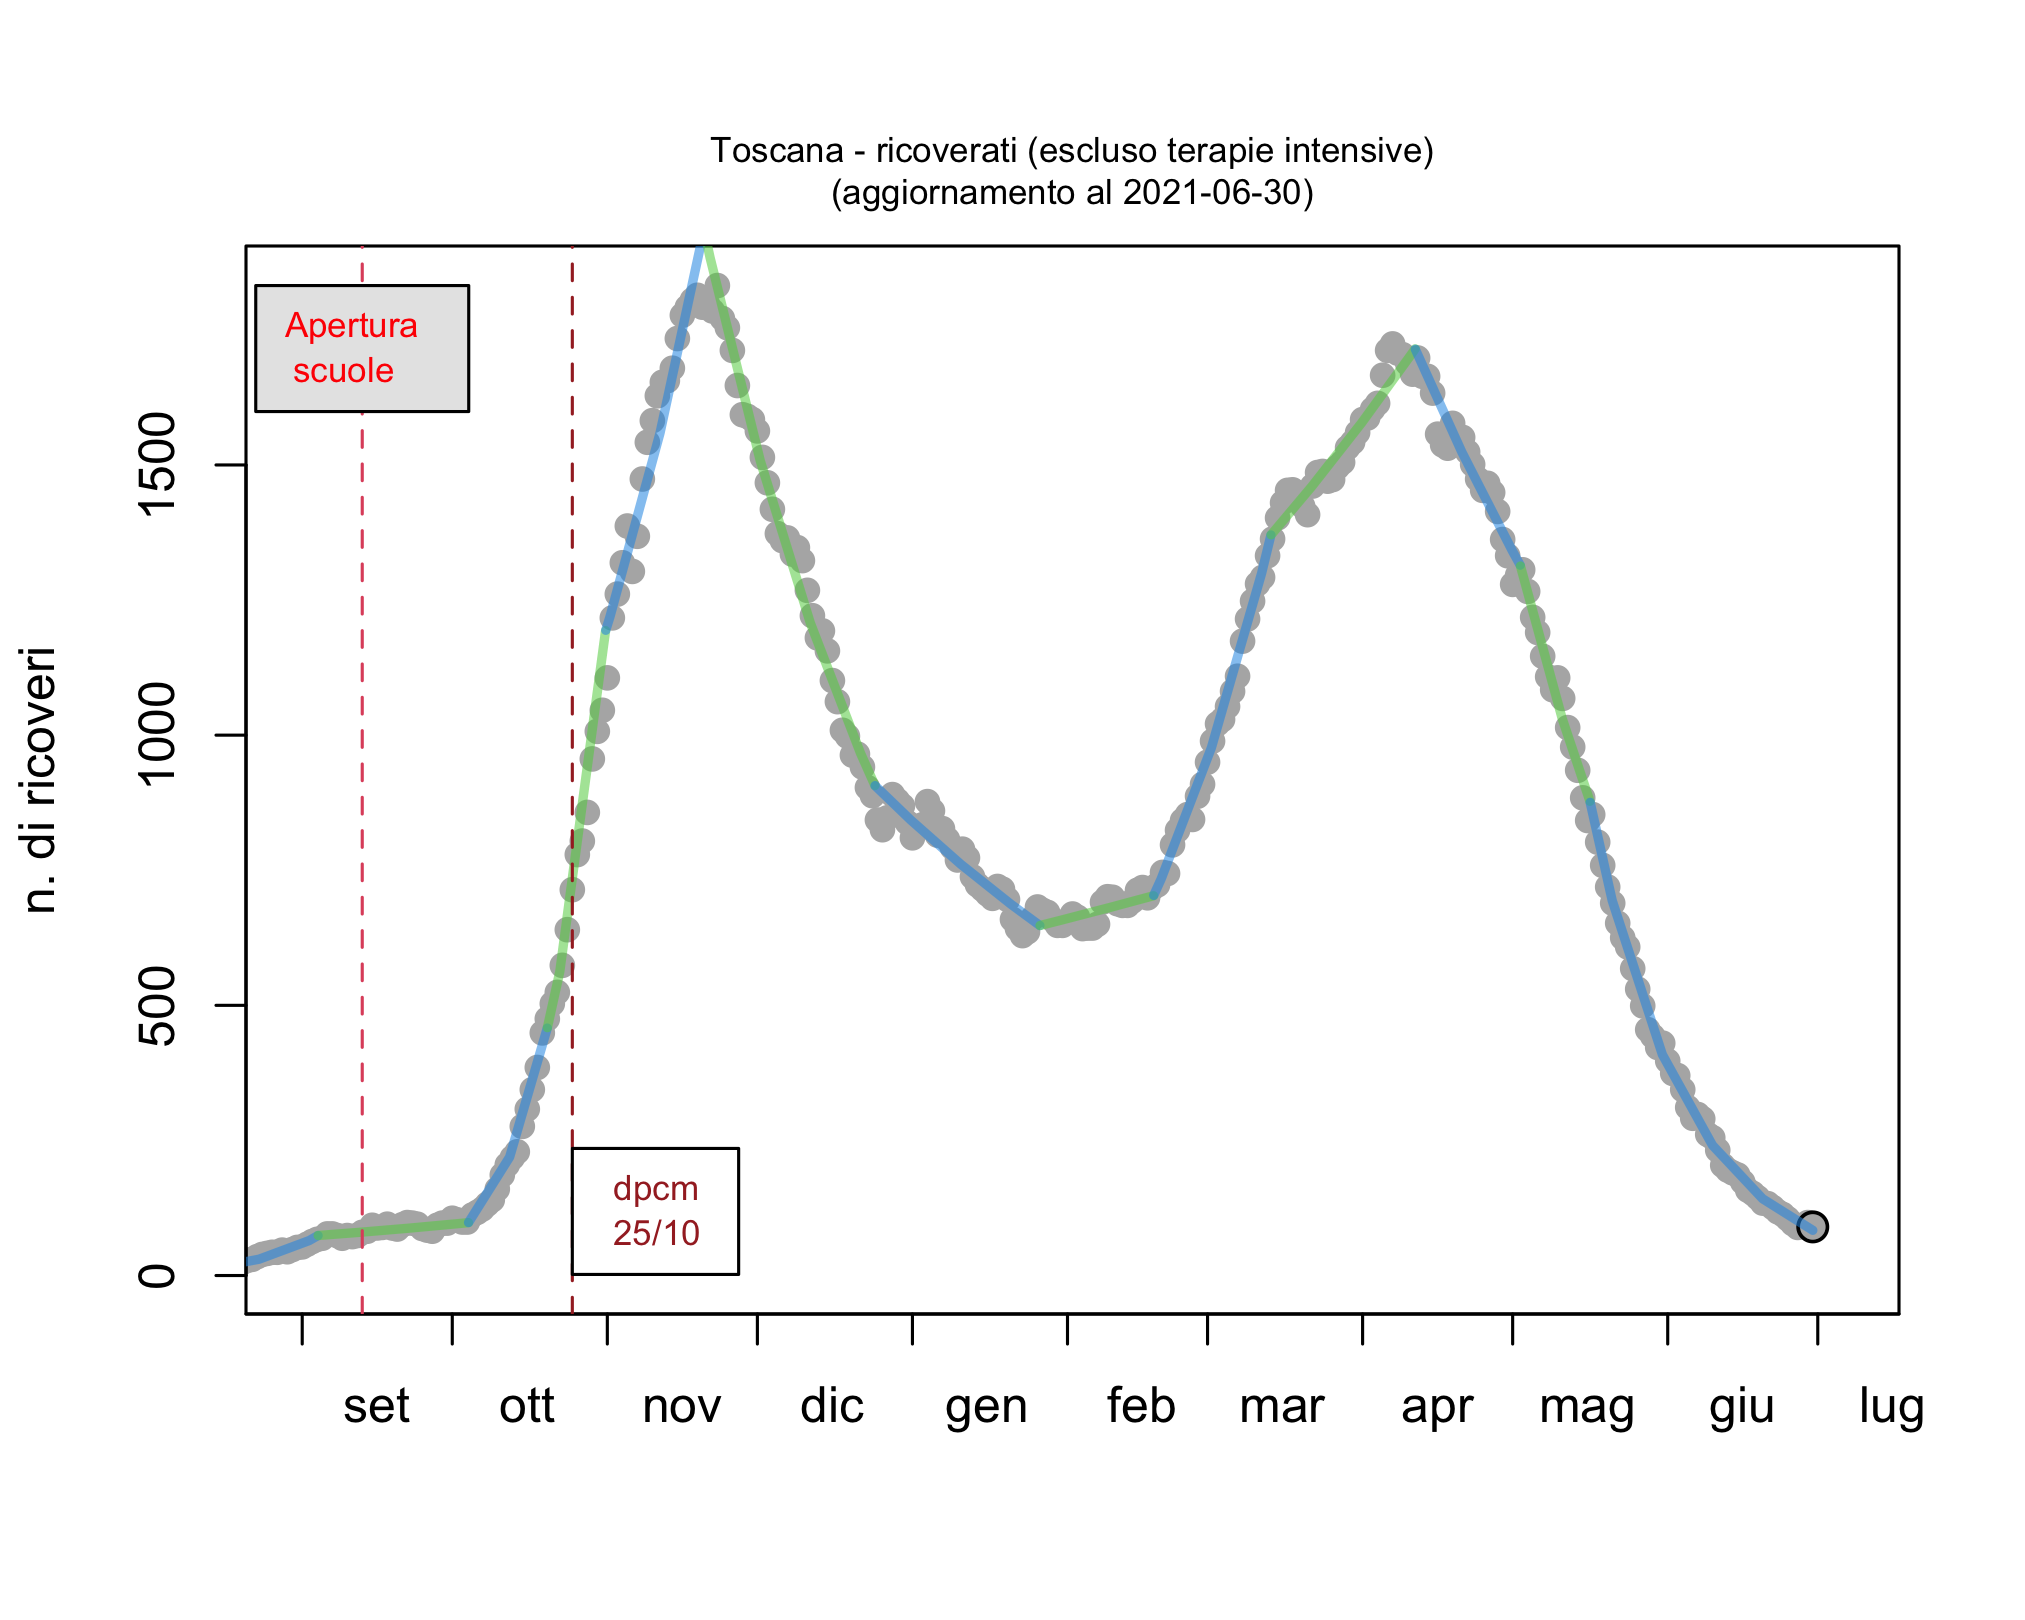 Toscana - ricoverati (escluso terapie intensive)
(aggiornamento al 2021-06-30)
Apertura
scuole
dpcm
25/10
n. di ricoveri
1500
1000
500
0
set ott nov dic gen feb mar apr mag giu lug